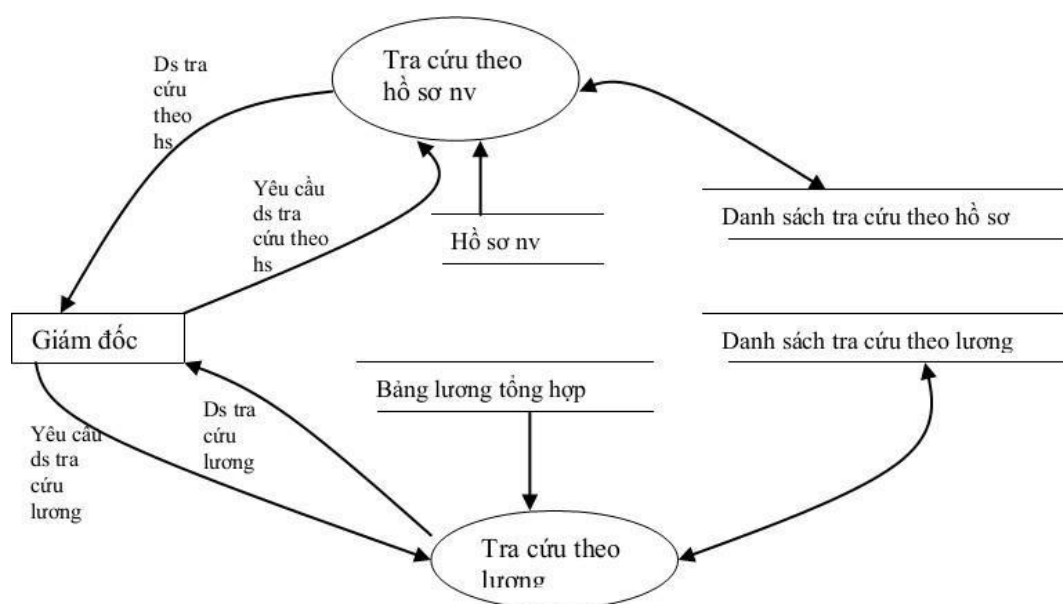 Tra cứu theo
hồ sơ nv
Ds tra
cứu
theo
hs
Yêu cầu
ds tra
cứu theo
hs
Hồ sơ nv
Danh sách tra cứu theo hồ sơ
Giám đốc
Danh sách tra cứu theo lương
Bảng lương tổng hợp
Ds tra
cứu
lương
Yêu cầu
ds tra
cứu
lương
Tra cứu theo
lương